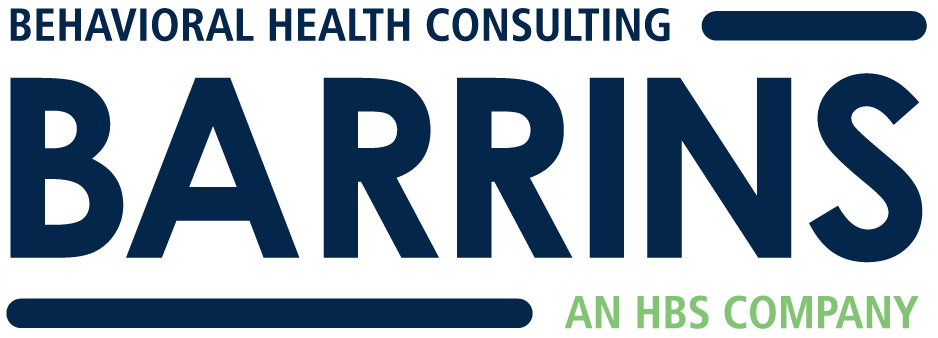 BEHAVIORAL HEALTH CONSULTING
BARRINS
AN HBS COMPANY